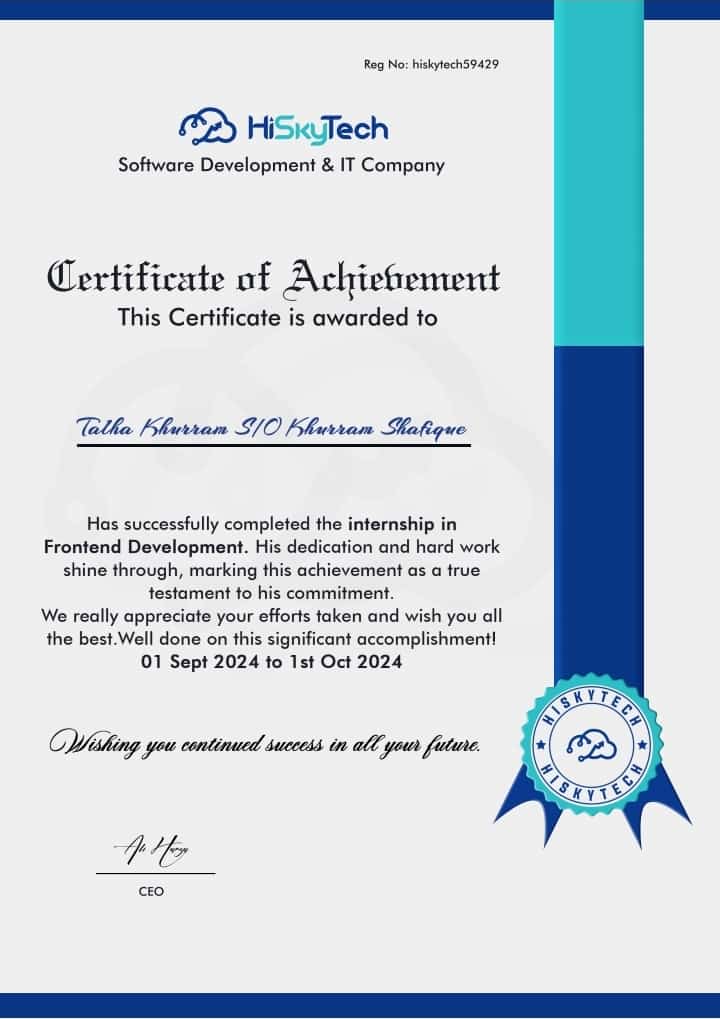 Reg No: hiskytech59429
HiSkyTech
Software Development & IT Company
Certificate of Achievement
This Certificate is awarded to
Talha Khurram S/O Khurram Shafique
Has successfully completed the internship in
Frontend Development. His dedication and hard work
shine through, marking this achievement as a true
testament to his commitment.
We really appreciate your efforts taken and wish you all
the best.Well done on this significant accomplishment!
01 Sept 2024 to 1st Oct 2024
HISKYTECH
HISKYTECH
Wishing you continued success in all your future.
CEO